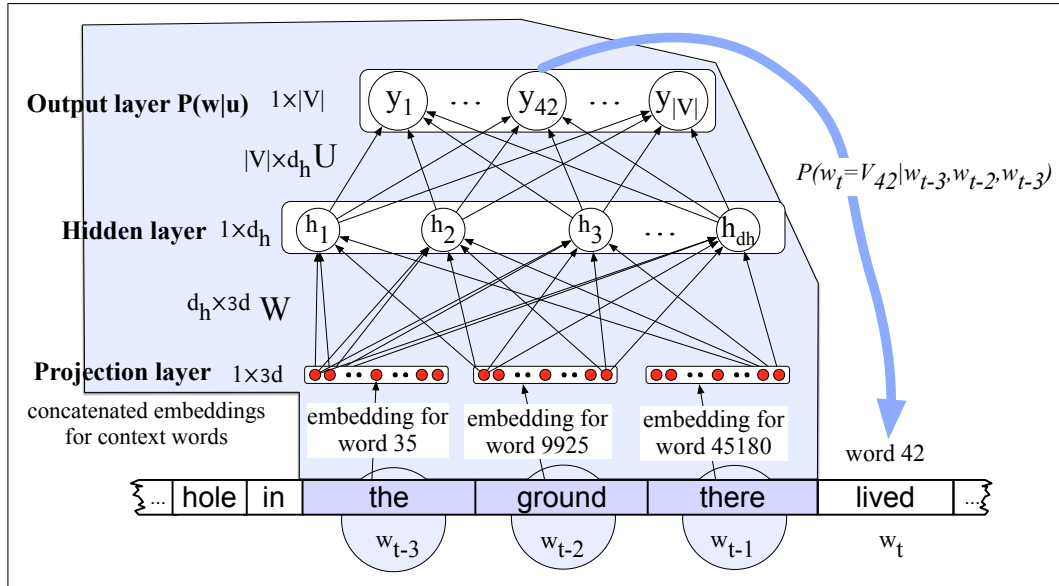 Output layer P(w|u) 1×|V|
y1 . . . y42 . . . y|V|
|V|×dh U
P(wt=V42|wt-3,wt-2,wt-3)
Hidden layer 1×dh
h1 h2 h3 . . . hdh
dh×3d W
Projection layer 1×3d
concatenated embeddings
for context words
embedding for
word 35
embedding for
word 9925
embedding for
word 45180
word 42
... hole in the ground there lived ...
wt-3 wt-2 wt-1 wt